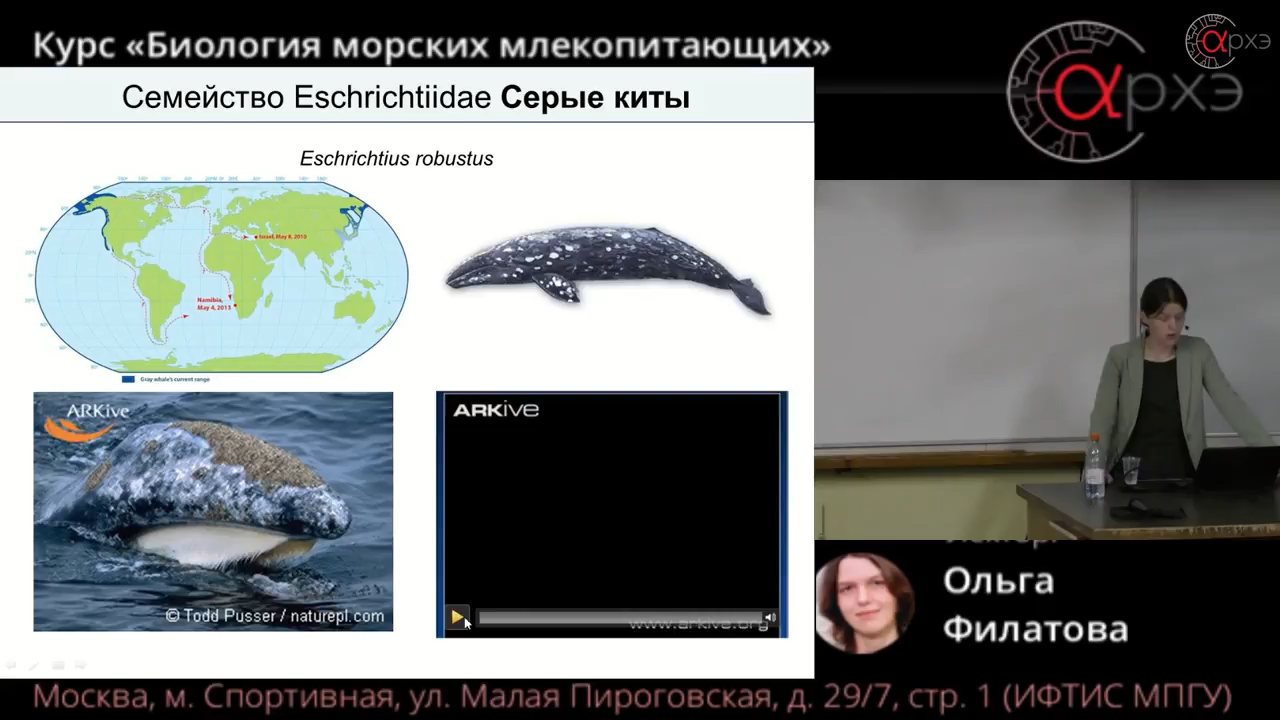 Курс «Биология морских млекопитающих»
αрхэ
αрхэ
Семейство Eschrichtiidae Серые киты
Eschrichtius robustus
Israel, May 8, 2010
Namibia,
May 4, 2013
Gray whale's current range
ARKive
© Todd Pusser / naturepl.com
ARKive
www.arkive.org
Ольга
Филатова
Москва, м. Спортивная, ул. Малая Пироговская, д. 29/7, стр. 1 (ИФТИС МПГУ)